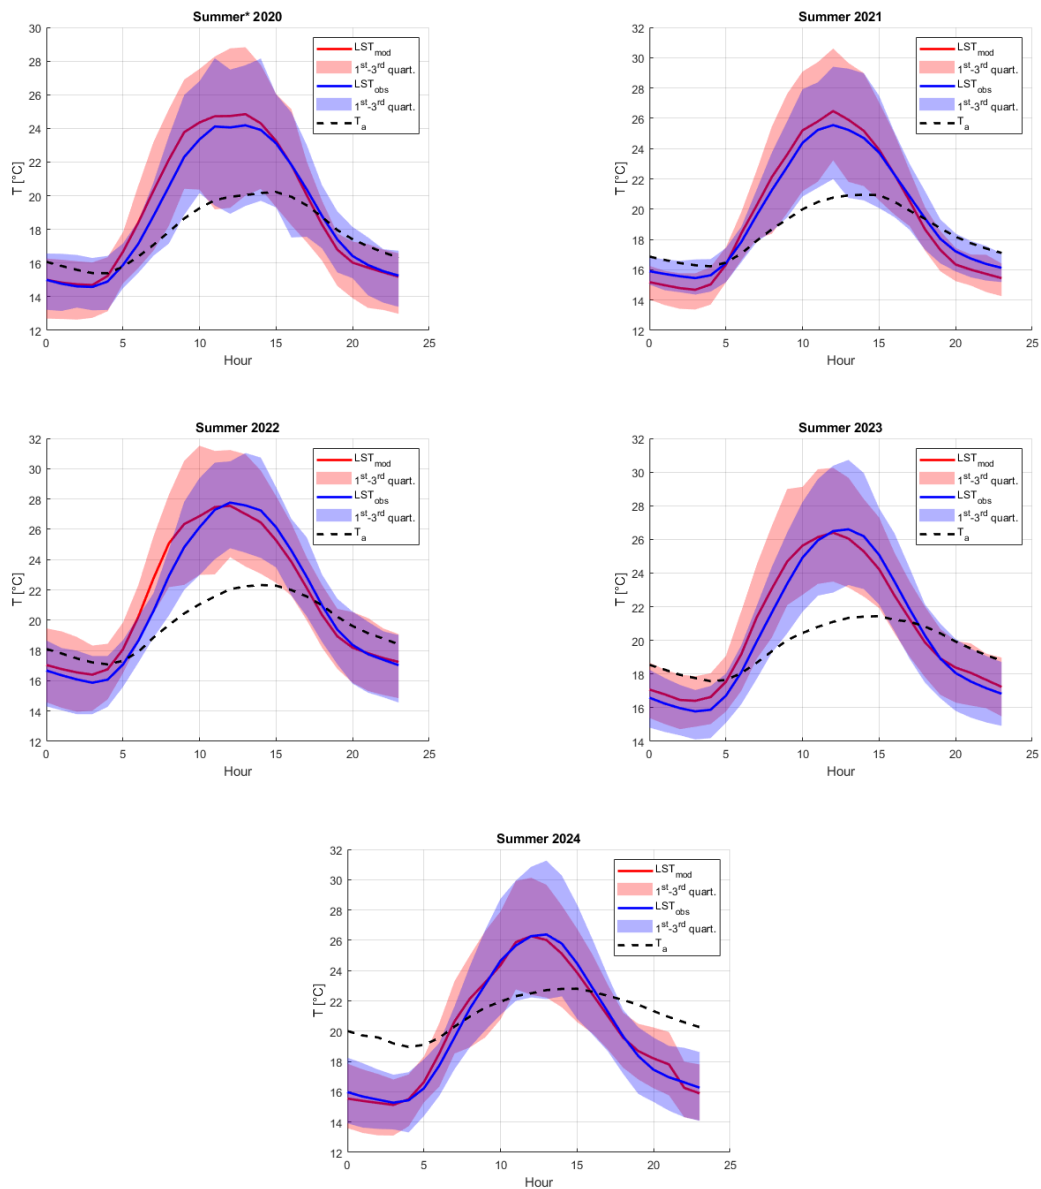 Summer* 2020
30
28
26
24
22
20
18
16
14
12
T [°C]
0
5
10
15
20
25
Hour
LSTmod
1st-3rd quart.
LSTobs
1st-3rd quart.
Ta
Summer 2021
32
30
28
26
24
22
20
18
16
14
12
T [°C]
0
5
10
15
20
25
Hour
LSTmod
1st-3rd quart.
LSTobs
1st-3rd quart.
Ta
Summer 2022
32
30
28
26
24
22
20
18
16
14
12
T [°C]
0
5
10
15
20
25
Hour
LSTmod
1st-3rd quart.
LSTobs
1st-3rd quart.
Ta
Summer 2023
32
30
28
26
24
22
20
18
16
14
T [°C]
0
5
10
15
20
25
Hour
LSTmod
1st-3rd quart.
LSTobs
1st-3rd quart.
Ta
Summer 2024
32
30
28
26
24
22
20
18
16
14
12
T [°C]
0
5
10
15
20
25
Hour
LSTmod
1st-3rd quart.
LSTobs
1st-3rd quart.
Ta